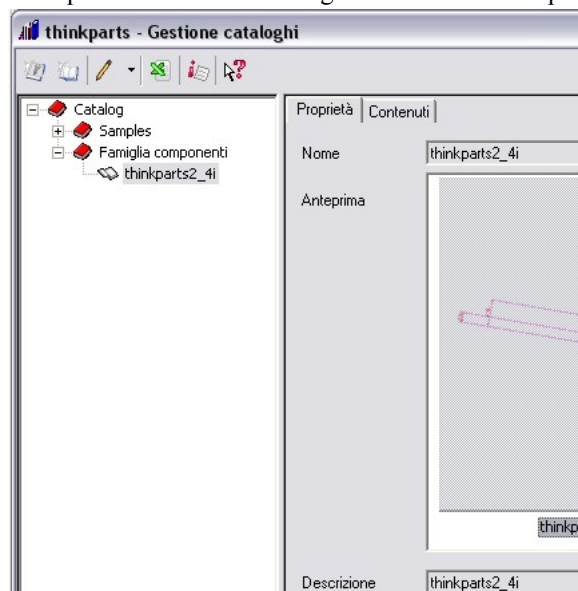 thinkparts - Gestione cataloghi
Catalog
Samples
Famiglia componenti
thinkparts2_4i
Proprietà
Contenuti
Nome
thinkparts2_4i
Anteprima
Descrizione
thinkparts2_4i